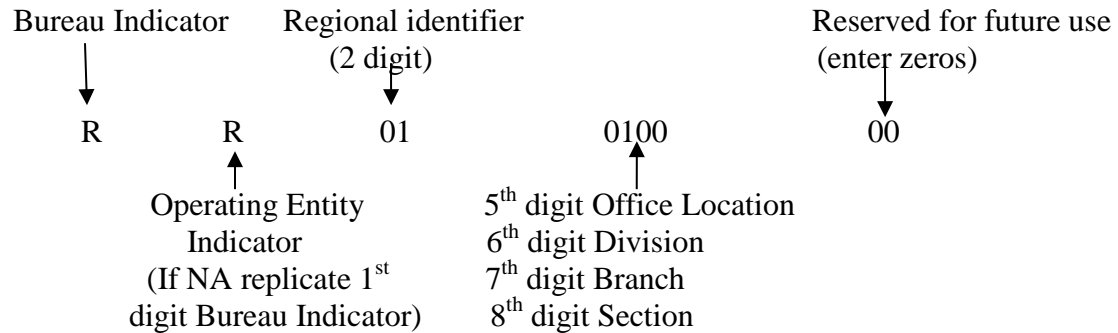 Bureau Indicator Regional identifier Reserved for future use
(2 digit) (enter zeros)
R R 01 0100 00
Operating Entity 5th digit Office Location
Indicator 6th digit Division
(If NA replicate 1st 7th digit Branch
digit Bureau Indicator) 8th digit Section